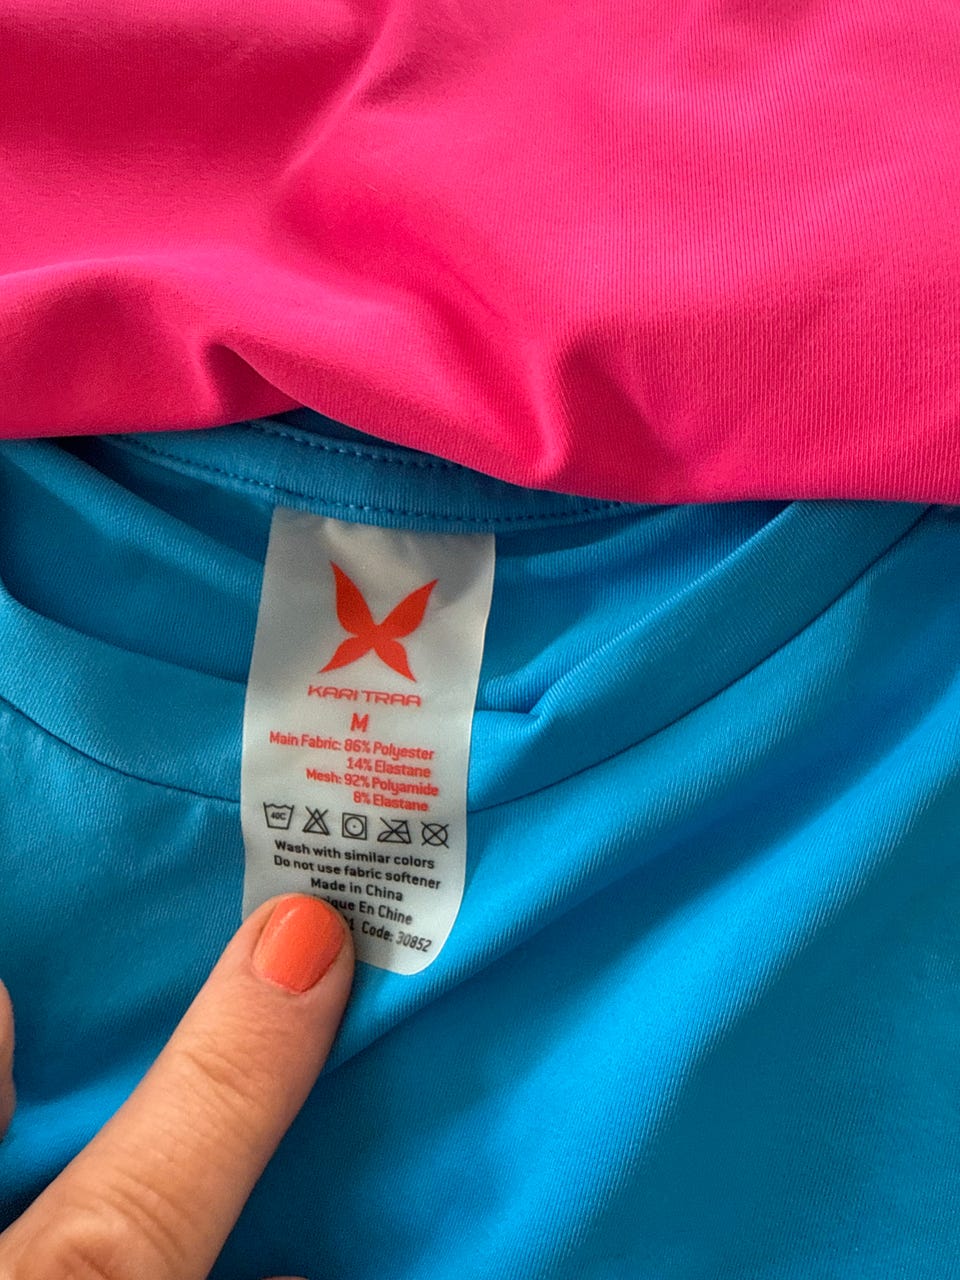 KARI TRAA
M
Main Fabric: 86% Polyester
14% Elastane
Mesh: 92% Polyamide
8% Elastane
40C
Wash with similar colors
Do not use fabric softener
Made in China
En Chine
Code: 30852